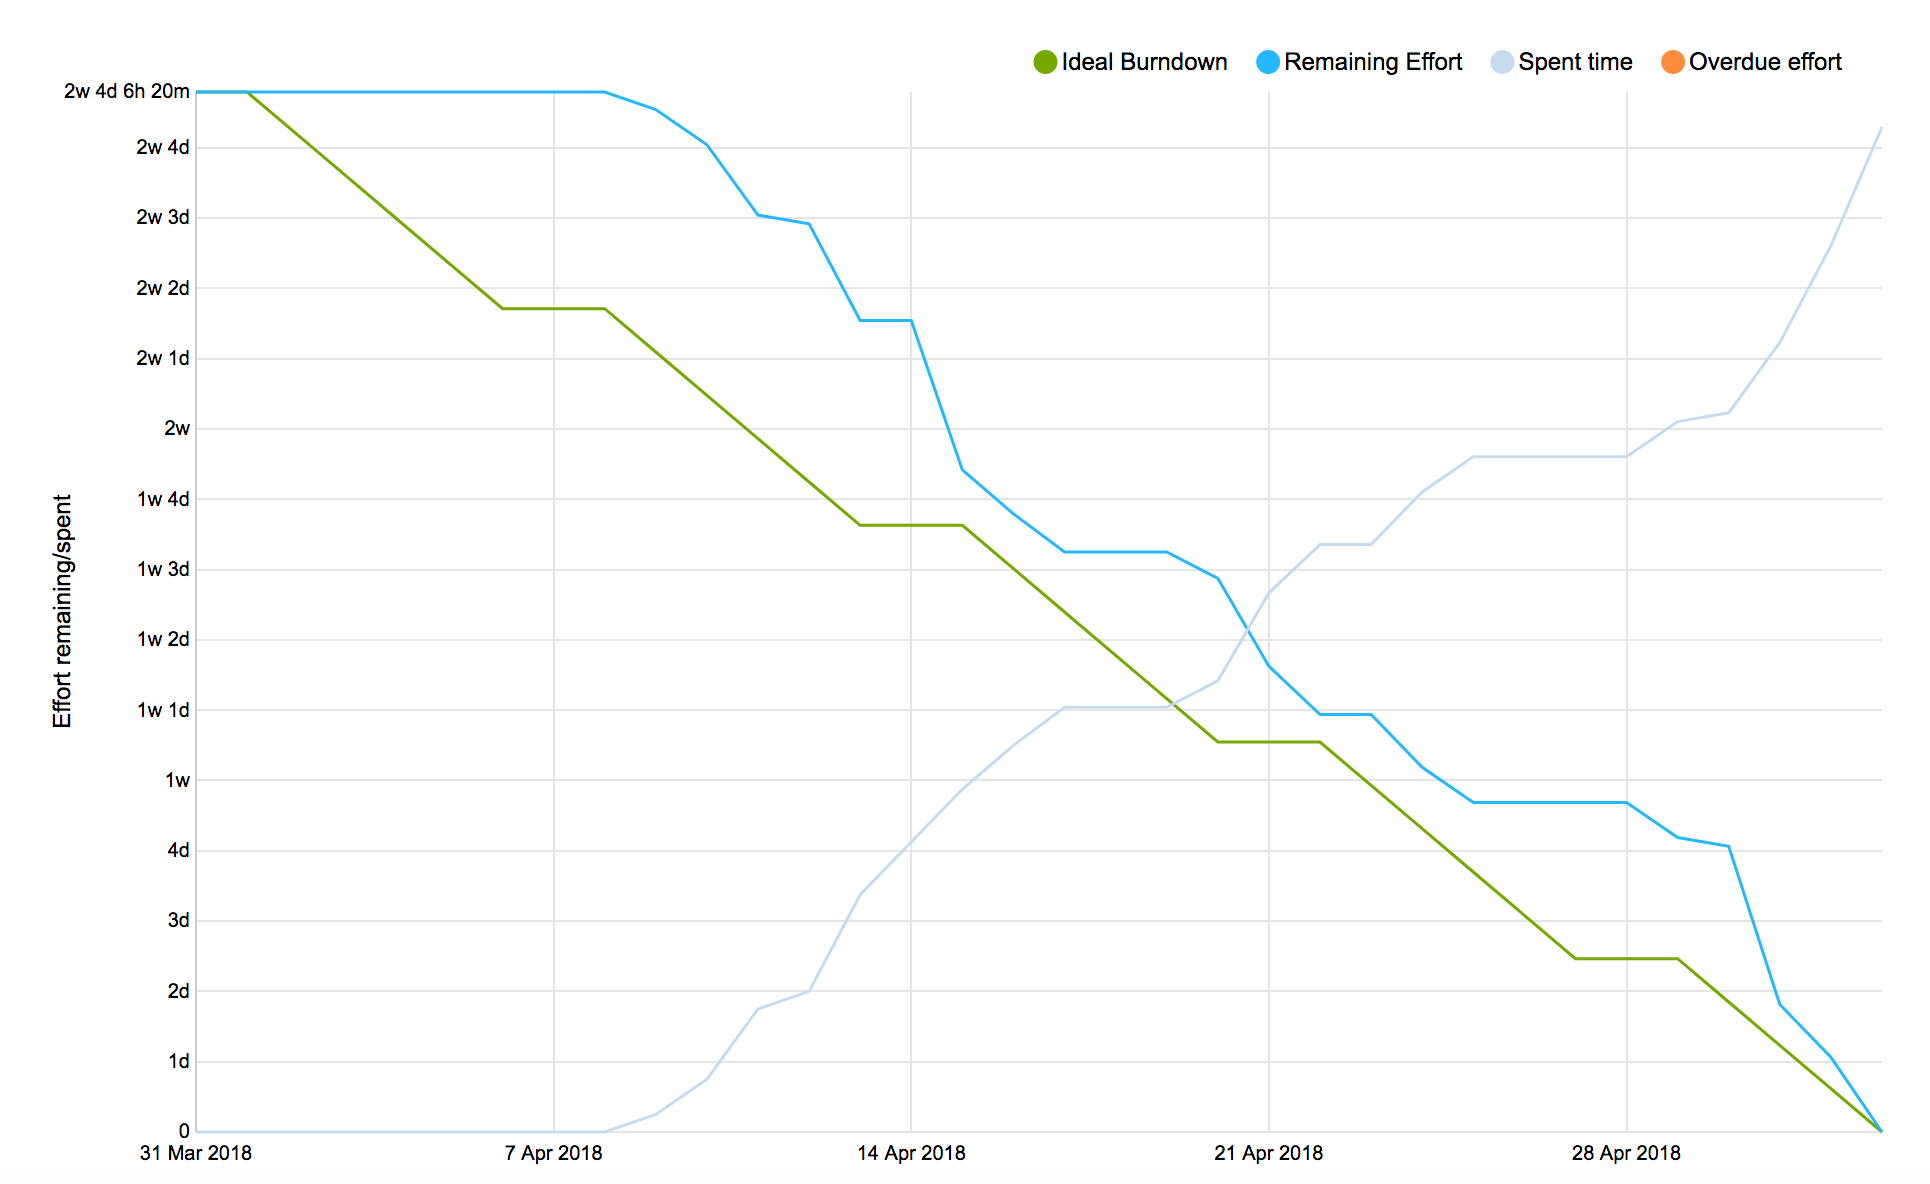 Ideal Burndown Remaining Effort Spent time Overdue effort
2w 4d 6h 20m
2w 4d
2w 3d
2w 2d
2w 1d
2w
1w 4d
1w 3d
1w 2d
1w 1d
1w
4d
3d
2d
1d
0
Effort remaining/spent
31 Mar 2018 7 Apr 2018 14 Apr 2018 21 Apr 2018 28 Apr 2018